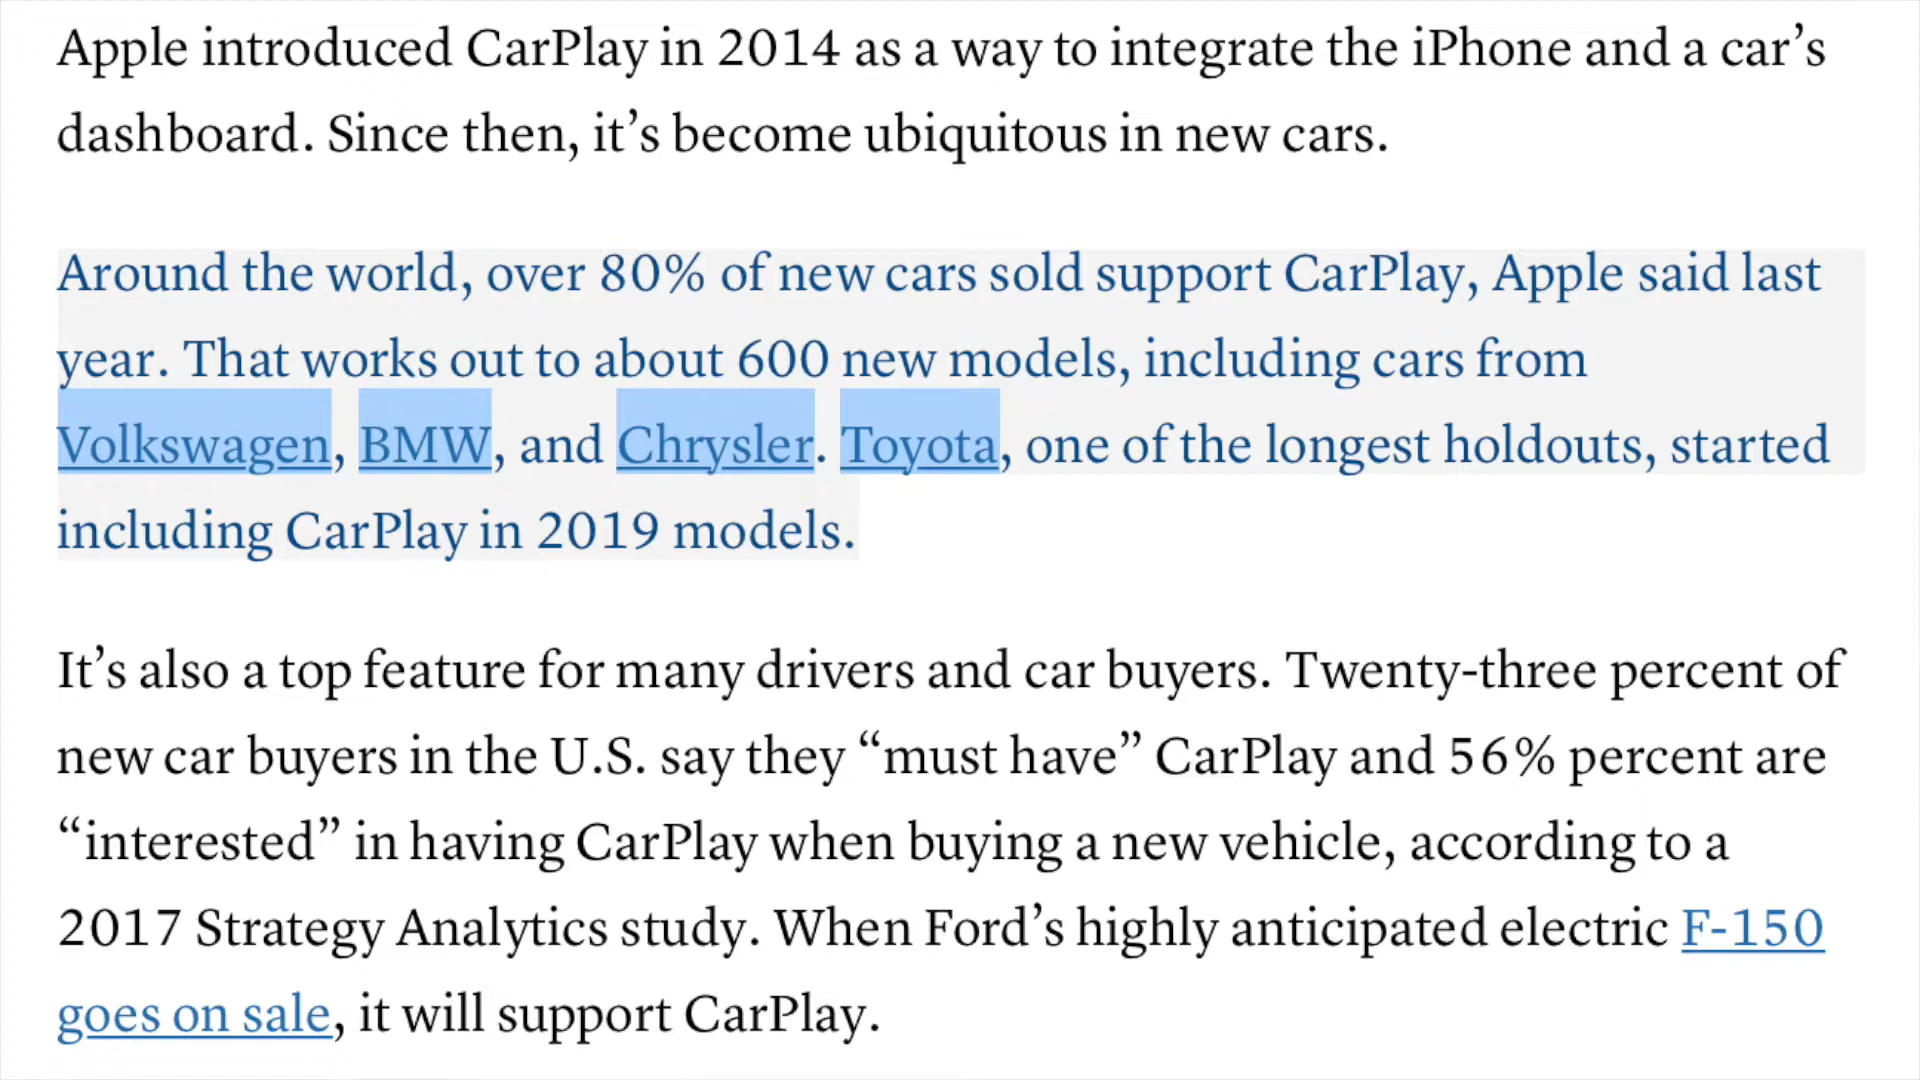 Apple introduced CarPlay in 2014 as a way to integrate the iPhone and a car’s
dashboard. Since then, it’s become ubiquitous in new cars.
Around the world, over 80% of new cars sold support CarPlay, Apple said last
year. That works out to about 600 new models, including cars from
Volkswagen, BMW, and Chrysler. Toyota, one of the longest holdouts, started
including CarPlay in 2019 models.
It’s also a top feature for many drivers and car buyers. Twenty-three percent of
new car buyers in the U.S. say they “must have” CarPlay and 56% percent are
“interested” in having CarPlay when buying a new vehicle, according to a
2017 Strategy Analytics study. When Ford’s highly anticipated electric F-150
goes on sale, it will support CarPlay.